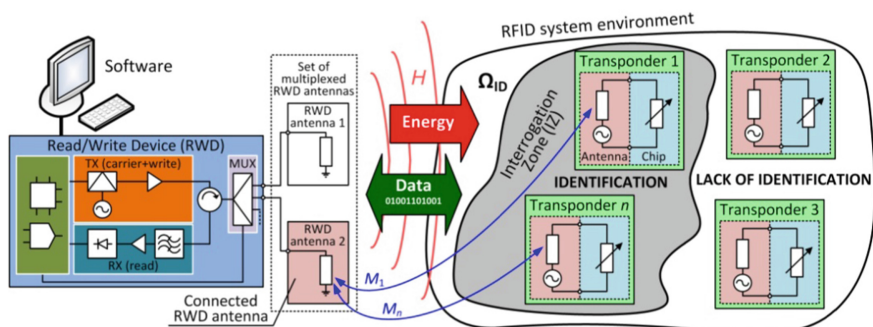 RFID system environment
Software
Set of
multiplexed
RWD antennas
H
Ω_ID
Transponder 1
Transponder 2
RWD
antenna 1
Energy
Interrogation
Zone (IZ)
Antenna
Chip
Read/Write Device (RWD)
TX (carrier+write)
MUX
Data
01001101001
IDENTIFICATION
LACK OF IDENTIFICATION
RWD
antenna 2
Transponder n
Transponder 3
RX (read)
M₁
Mₙ
Connected
RWD antenna